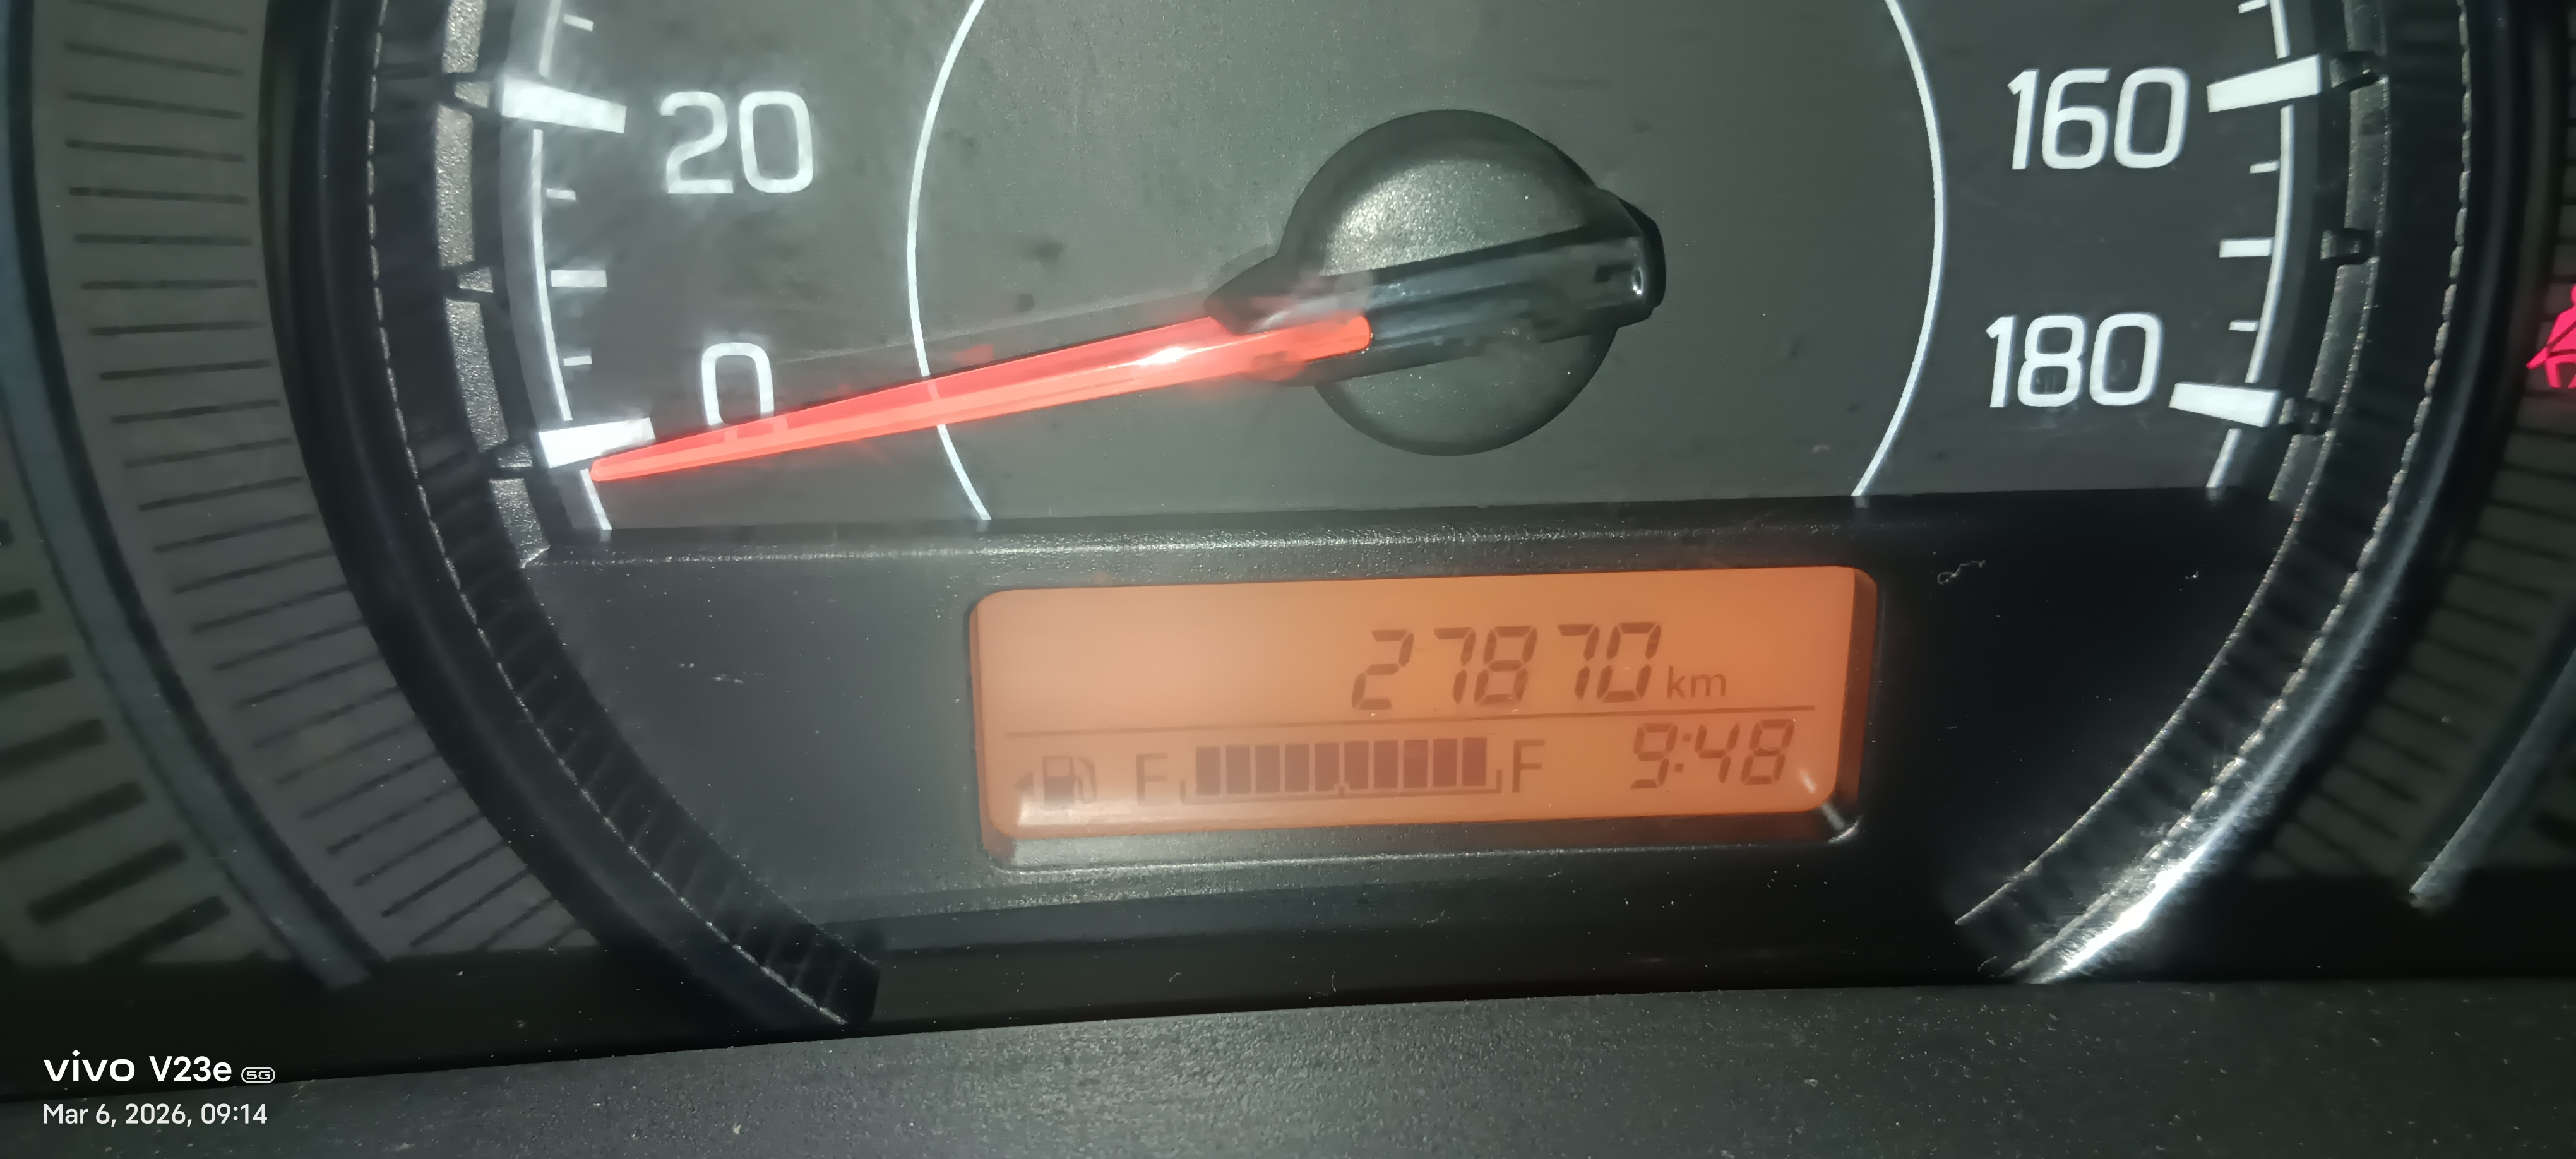 20
160
0
180
27870 km
E F 9:48
vivo V23e 5G
Mar 6, 2026, 09:14